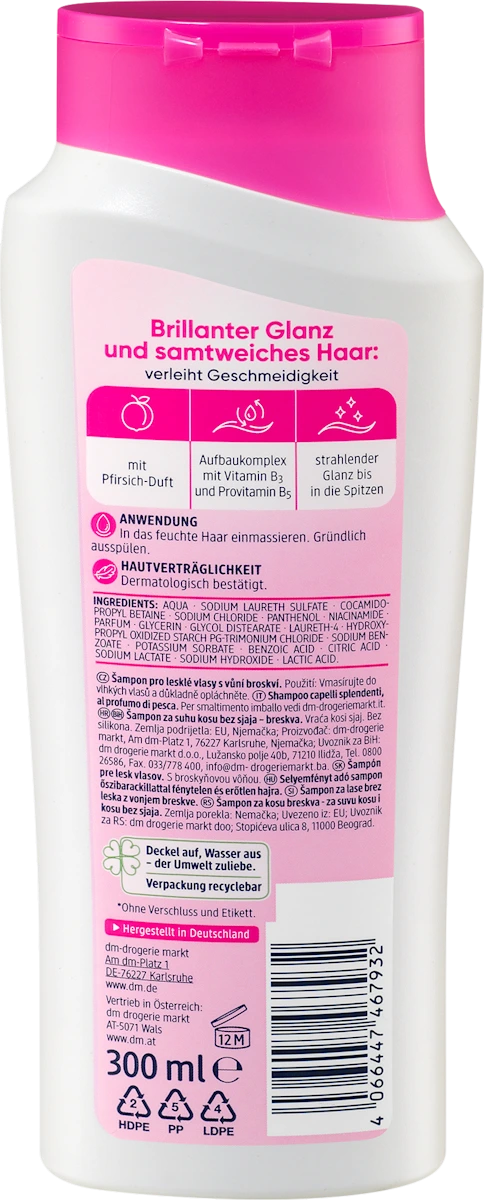 Brillanter Glanz
und samtweiches Haar:
verleiht Geschmeidigkeit
mit
Pfirsich-Duft
Aufbaukomplex
mit Vitamin B3
und Provitamin B5
strahlender
Glanz bis
in die Spitzen
ANWENDUNG
In das feuchte Haar einmassieren. Gründlich
ausspülen.
HAUTVERTRÄGLICHKEIT
Dermatologisch bestätigt.
INGREDIENTS: AQUA · SODIUM LAURETH SULFATE · COCAMIDO-
PROPYL BETAINE · SODIUM CHLORIDE · PANTHENOL · NIACINAMIDE ·
PARFUM · GLYCERIN · GLYCOL DISTEARATE · LAURETH-4 · HYDROXY-
PROPYL OXIDIZED STARCH PG-TRIMONIUM CHLORIDE · SODIUM BEN-
ZOATE · POTASSIUM SORBATE · BENZOIC ACID · CITRIC ACID ·
SODIUM LACTATE · SODIUM HYDROXIDE · LACTIC ACID.
CZ Šampon pro lesklé vlasy s vůní broskví. Použití: Vmasírujte do
vlhkých vlasů a důkladně opláchněte. IT Shampoo capelli splendenti,
al profumo di pesca. Per smaltimento imballo vedi dm-drogeriemarkt.it.
HR BiH Šampon za suhu kosu bez sjaja – breskva. Vraća kosi sjaj. Bez
silikona. Zemlja podrijetla: EU, Njemačka; Proizvođač: dm-drogerie
markt, Am dm-Platz 1, 76227 Karlsruhe, Njemačka; Uvoznik za BiH:
dm drogerie markt d.o.o., Lužansko polje 40b, 71210 Ilidža, Tel. 0800
26586, Fax. 033/778 400, info@dm- drogeriemarkt.ba. SK Šampón
pre lesk vlasov. S broskyňovou vôňou. HU Selyemfényt adó sampon
őszibarackillattal fénytelen és erőtlen hajra. SI Šampon za lase brez
leska z vonjem breskve. RS Šampon za kosu breskva - za suvu kosu i
kosu bez sjaja. Zemlja porekla: Nemačka; Uvezeno iz: EU; Uvoznik
za RS: dm drogerie markt doo; Stopićeva ulica 8, 11000 Beograd.
Deckel auf, Wasser aus
– der Umwelt zuliebe.
Verpackung recyclebar
*Ohne Verschluss und Etikett.
Hergestellt in Deutschland
dm-drogerie markt
Am dm-Platz 1
DE-76227 Karlsruhe
www.dm.de
Vertrieb in Österreich:
dm drogerie markt
AT-5071 Wals
www.dm.at
12 M
300 ml ℮
2
HDPE
5
PP
4
LDPE
4 066447 467932